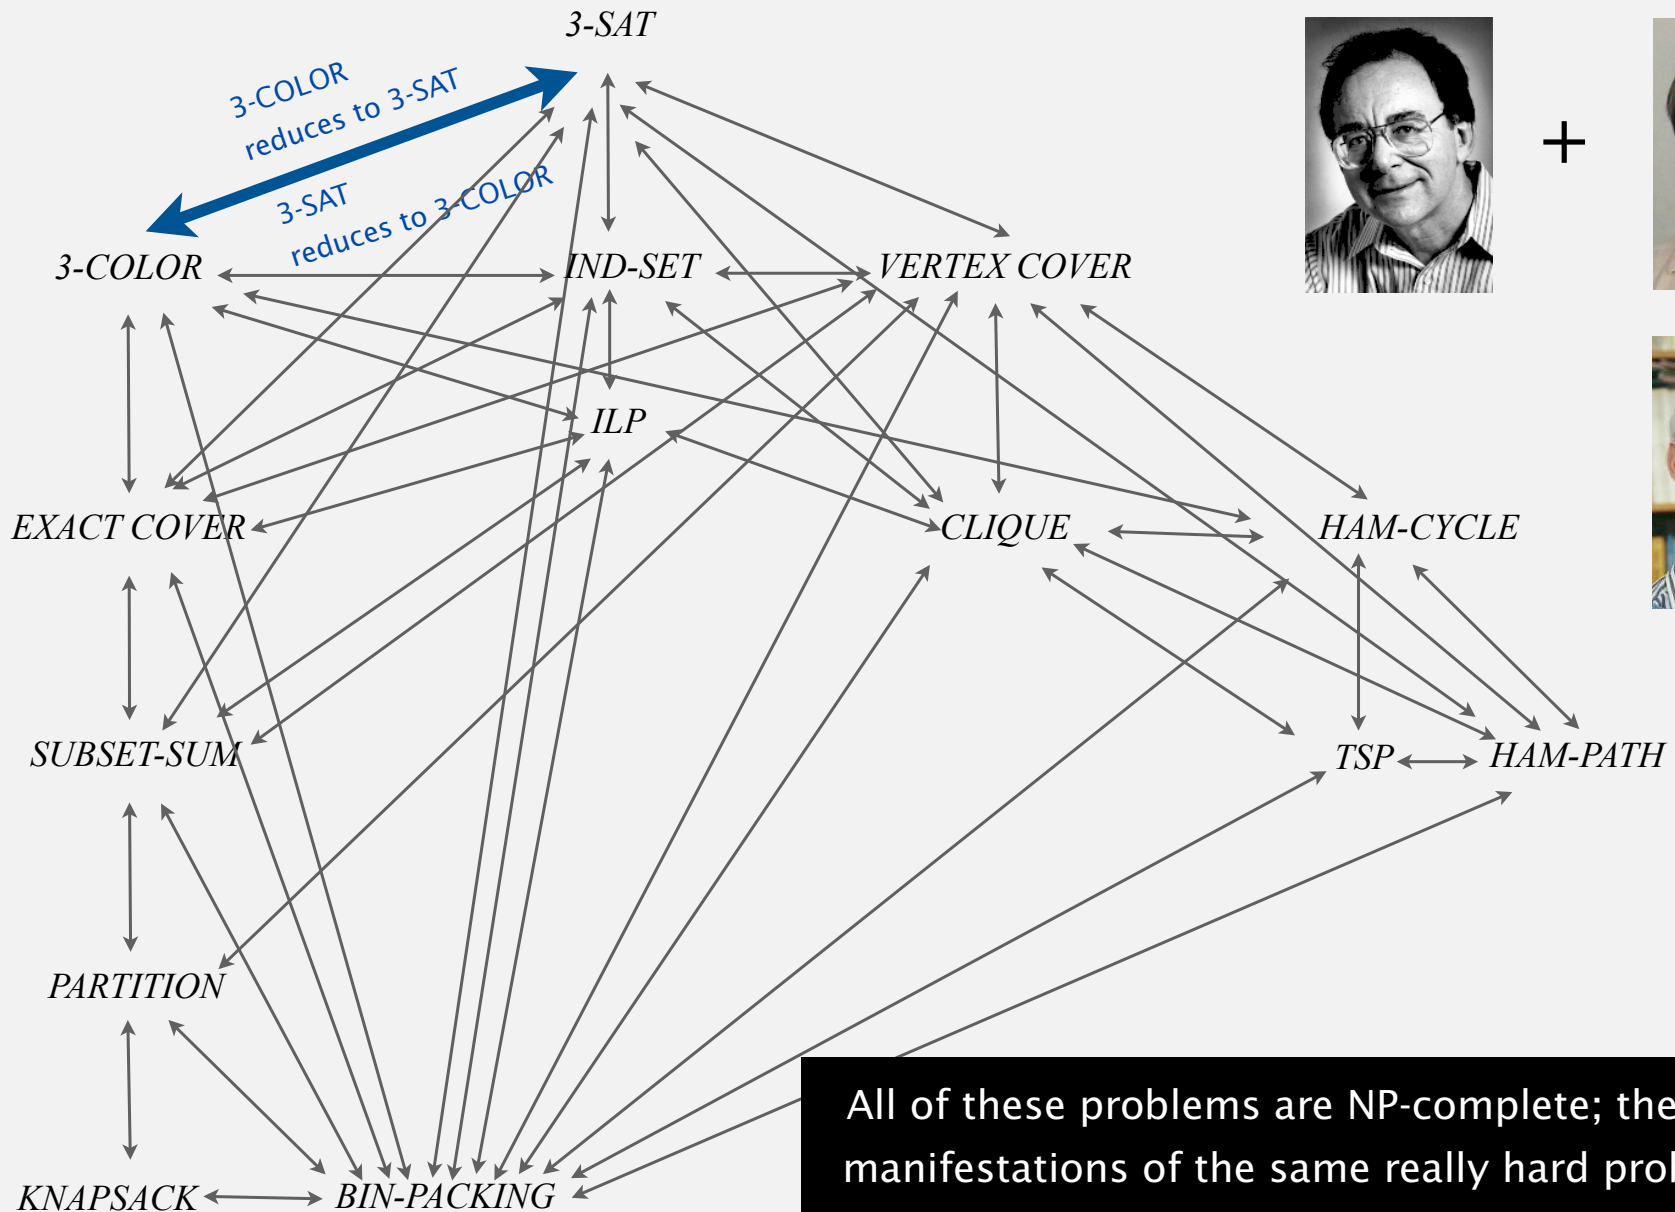 3-SAT
3-COLOR
reduces to 3-SAT
3-SAT
reduces to 3-COLOR
+
3-COLOR
IND-SET
VERTEX COVER
ILP
EXACT COVER
CLIQUE
HAM-CYCLE
SUBSET-SUM
TSP
HAM-PATH
PARTITION
All of these problems are NP-complete;
manifestations of the same really hard
KNAPSACK
BIN-PACKING